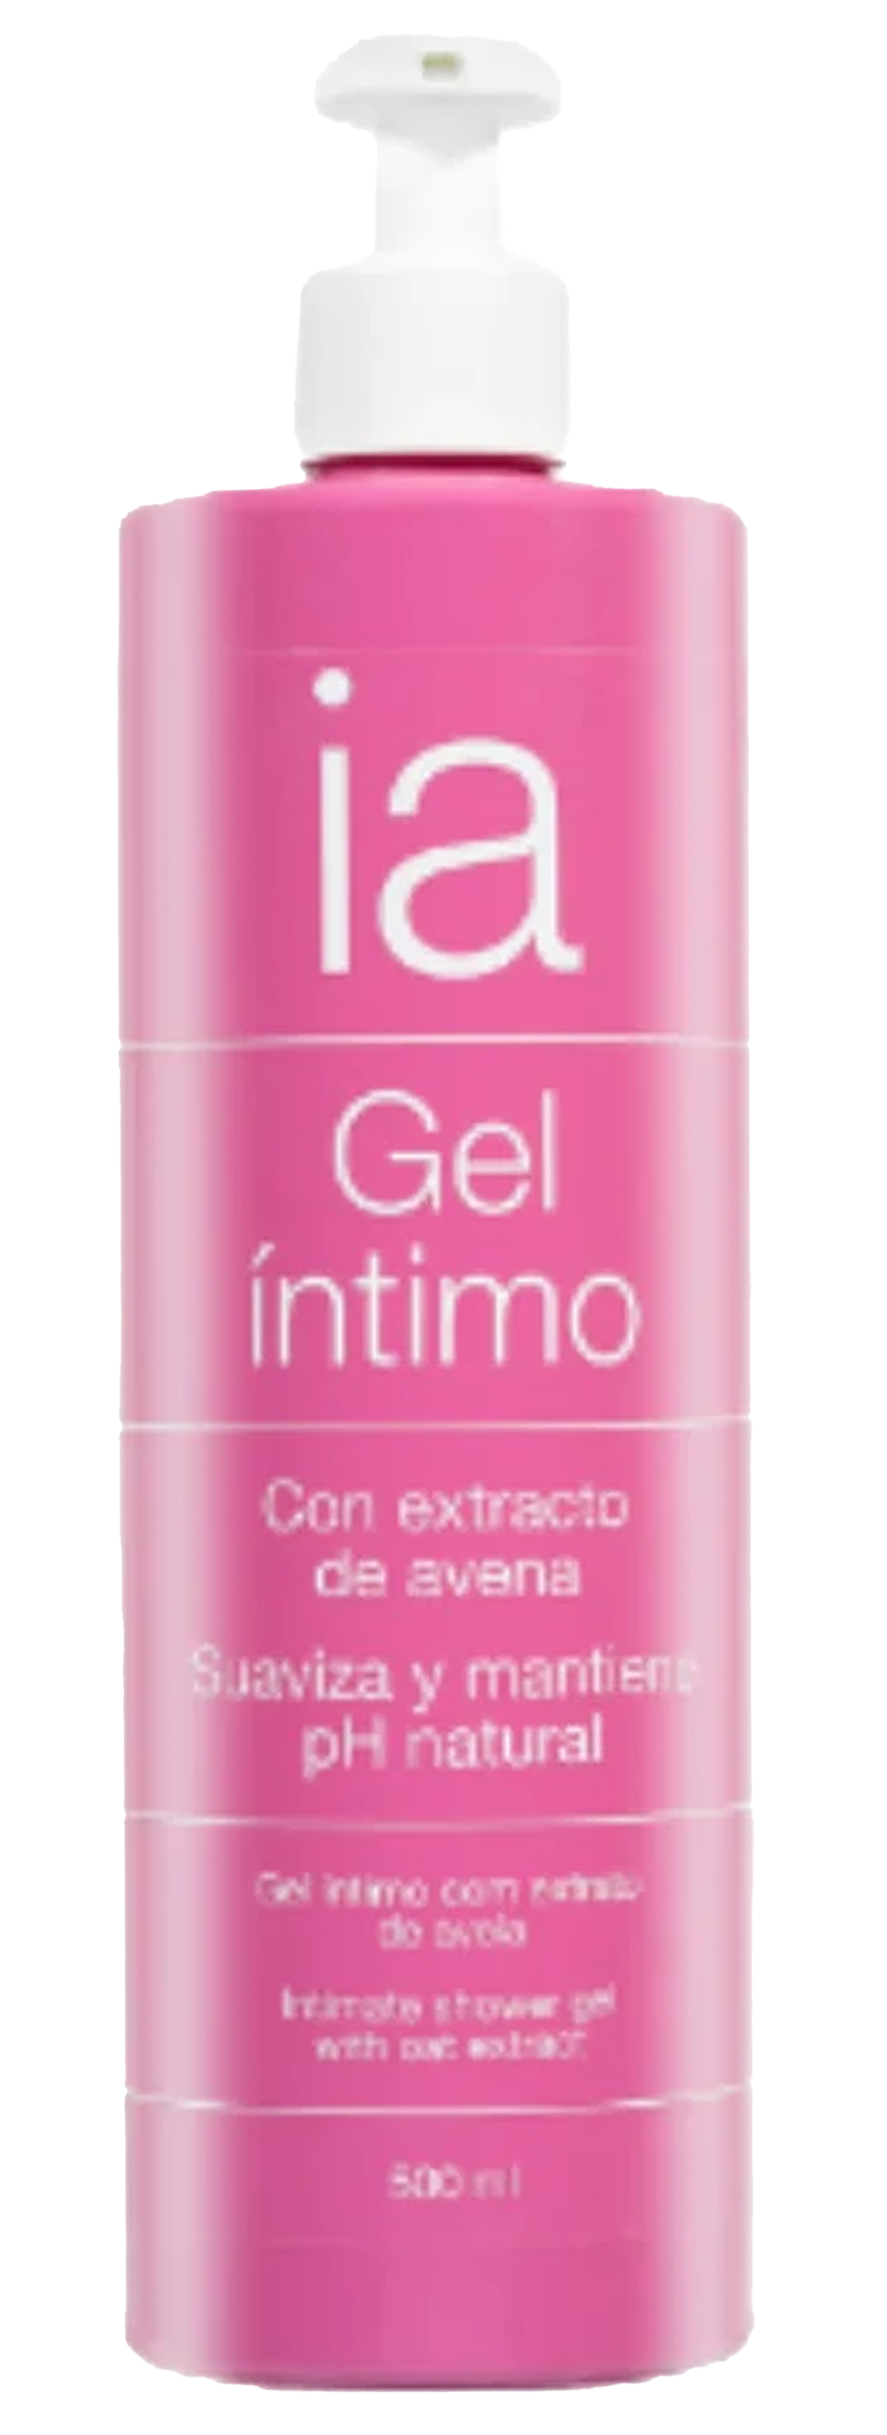 ia
Gel
íntimo
Con extracto
de avena
Suaviza y mantiene
pH natural
Gel íntimo com extrato
de aveia
Intimate shower gel
with oat extract
500 ml